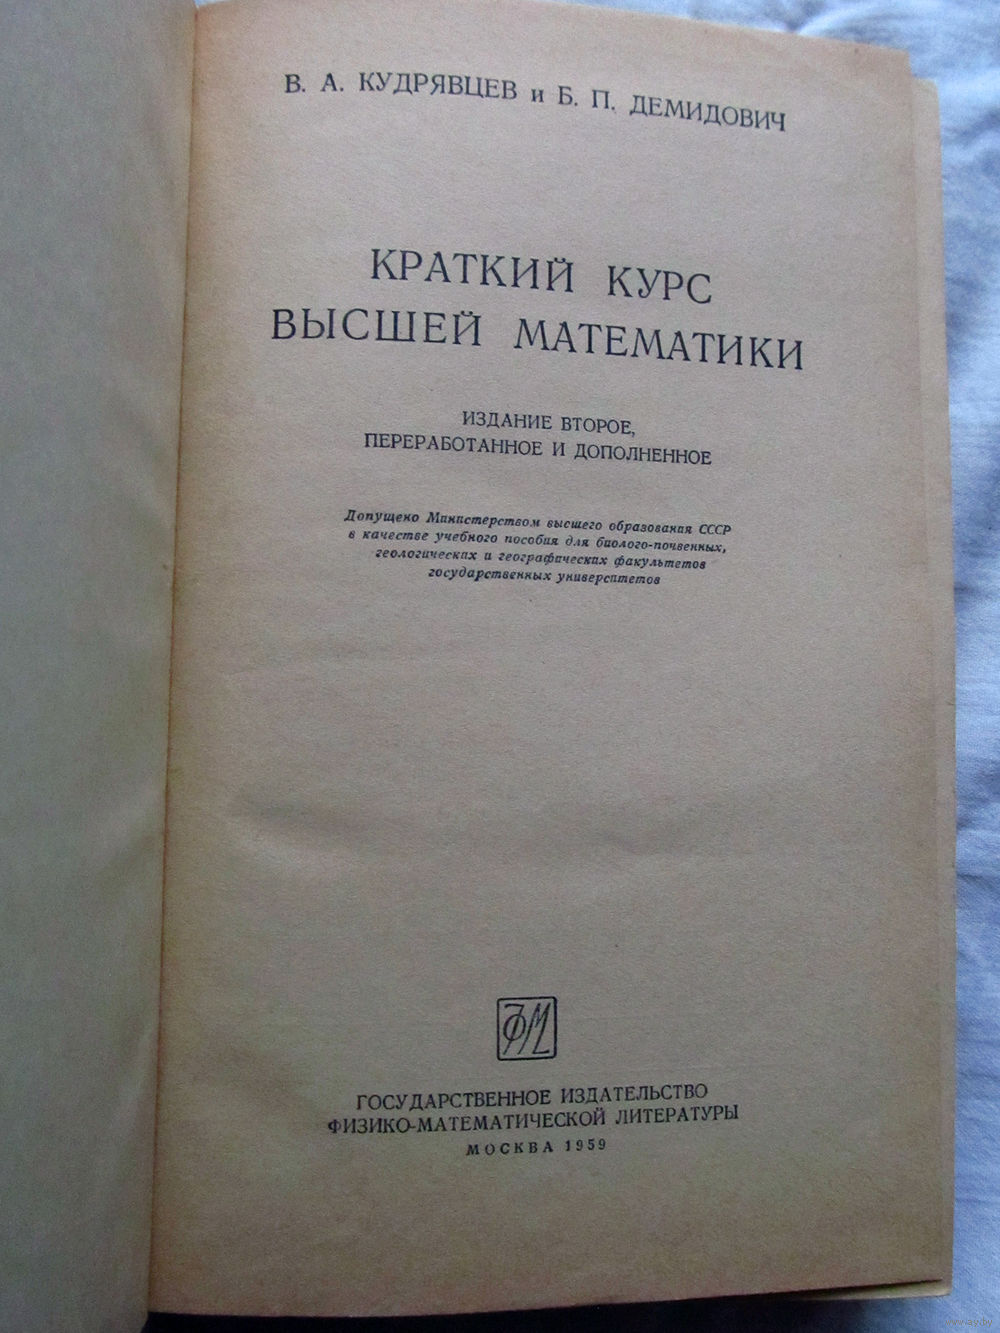 В. А. КУДРЯВЦЕВ и Б. П. ДЕМИДОВИЧ
КРАТКИЙ КУРС
ВЫСШЕЙ МАТЕМАТИКИ
ИЗДАНИЕ ВТОРОЕ,
ПЕРЕРАБОТАННОЕ И ДОПОЛНЕННОЕ
Допущено Министерством высшего образования СССР
в качестве учебного пособия для биолого-почвенных,
геологических и географических факультетов
государственных университетов
ФМЛ
ГОСУДАРСТВЕННОЕ ИЗДАТЕЛЬСТВО
ФИЗИКО-МАТЕМАТИЧЕСКОЙ ЛИТЕРАТУРЫ
МОСКВА 1959